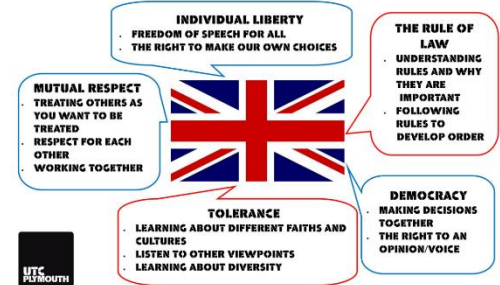 INDIVIDUAL LIBERTY
. FREEDOM OF SPEECH FOR ALL
. THE RIGHT TO MAKE OUR OWN CHOICES
THE RULE OF
LAW
. UNDERSTANDING
RULES AND WHY
THEY ARE
IMPORTANT
. FOLLOWING
RULES TO
DEVELOP ORDER
MUTUAL RESPECT
. TREATING OTHERS AS
YOU WANT TO BE
TREATED
. RESPECT FOR EACH
OTHER
. WORKING TOGETHER
DEMOCRACY
. MAKING DECISIONS
TOGETHER
. THE RIGHT TO AN
OPINION/VOICE
TOLERANCE
. LEARNING ABOUT DIFFERENT FAITHS AND
CULTURES
. LISTEN TO OTHER VIEWPOINTS
. LEARNING ABOUT DIVERSITY
UTC
PLYMOUTH